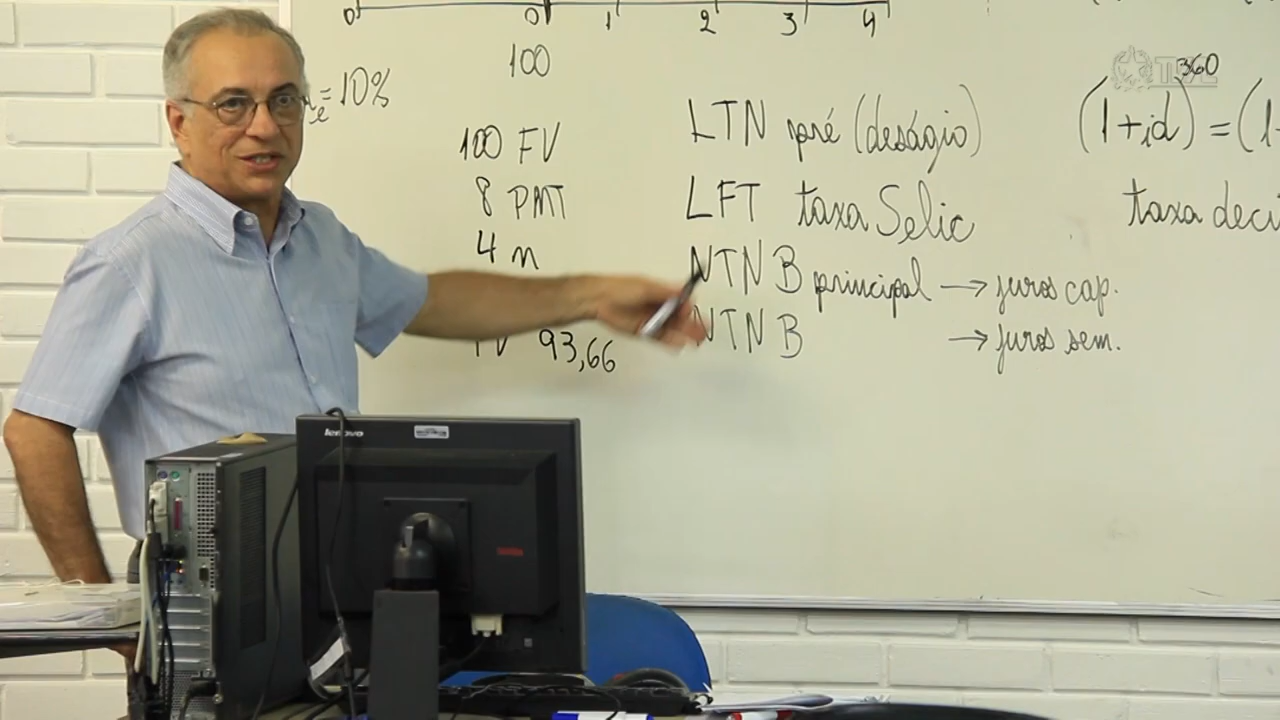 0 0 1 2 3 4
100
=10%
100 FV
8 PMT
4 n
93,66
LTN pré (deságio)
LFT taxa Selic
NTN B principal → juros cap.
NTN B → juros sem.
(1+id)³⁶⁰ = (1
taxa deci
lenovo